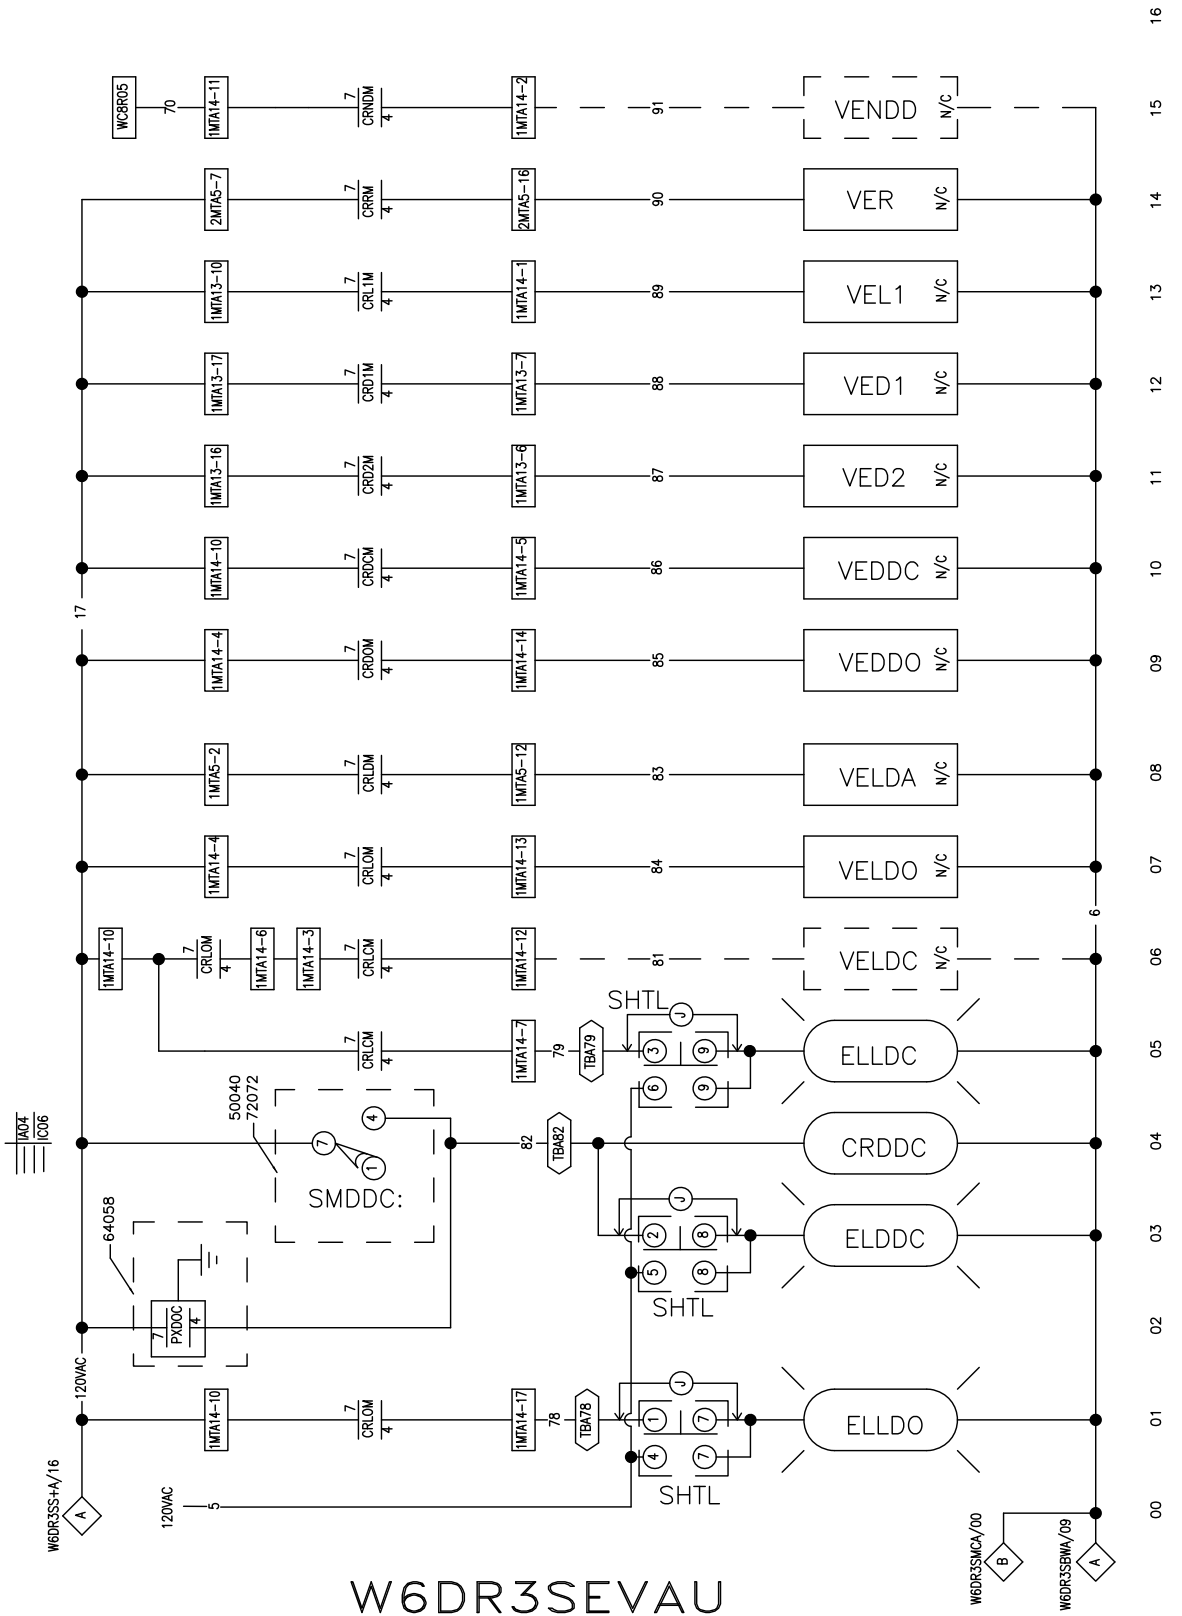 W6DR3SEVAU
W6DR3SS+A/16
A
120VAC
17
120VAC
5
W6DR3SMCA/00
B
W6DR3SBWA/09
A
6
00
1MTA14-10
7
CRLOM
4
1MTA14-17
78
TBA78
1
7
4
7
J
SHTL
ELLDO
01
64058
7
PXDOC
4
02
5
8
2
8
J
SHTL
ELDDC
03
IA04
IC06
50040
72072
7
4
1
SMDDC:
82
TBA82
CRDDC
04
7
CRLCM
4
1MTA14-7
79
TBA79
SHTL
3
9
6
9
J
ELLDC
05
1MTA14-10
7
CRLOM
4
1MTA14-6
1MTA14-3
7
CRLCM
4
1MTA14-12
81
VELDC
N/C
06
1MTA14-4
7
CRLOM
4
1MTA14-13
84
VELDO
N/C
07
1MTA5-2
7
CRLDM
4
1MTA5-12
83
VELDA
N/C
08
1MTA14-4
7
CRDOM
4
1MTA14-14
85
VEDDO
N/C
09
1MTA14-10
7
CRDCM
4
1MTA14-5
86
VEDDC
N/C
10
1MTA13-16
7
CRD2M
4
1MTA13-6
87
VED2
N/C
11
1MTA13-17
7
CRD1M
4
1MTA13-7
88
VED1
N/C
12
1MTA13-10
7
CRL1M
4
1MTA14-1
89
VEL1
N/C
13
2MTA5-7
7
CRRM
4
2MTA5-16
90
VER
N/C
14
WC8R05
70
1MTA14-11
7
CRNDM
4
1MTA14-2
91
VENDD
N/C
15
16